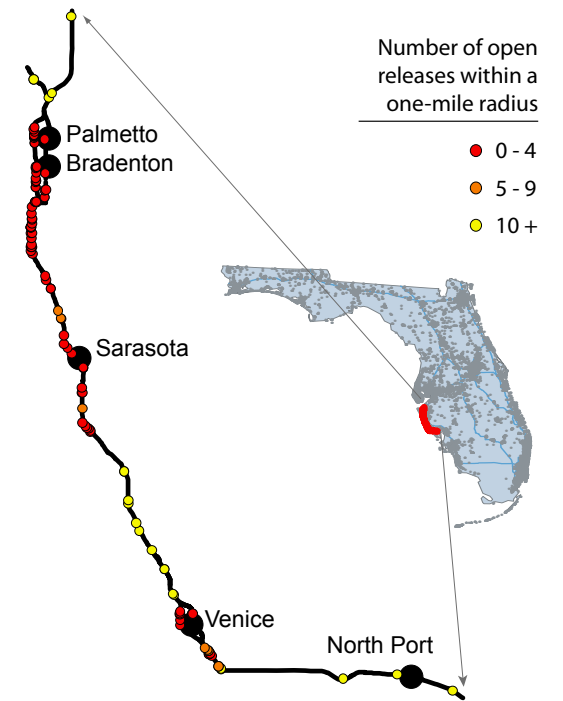 Number of open
releases within a
one-mile radius
0 - 4
5 - 9
10 +
Palmetto
Bradenton
Sarasota
Venice
North Port